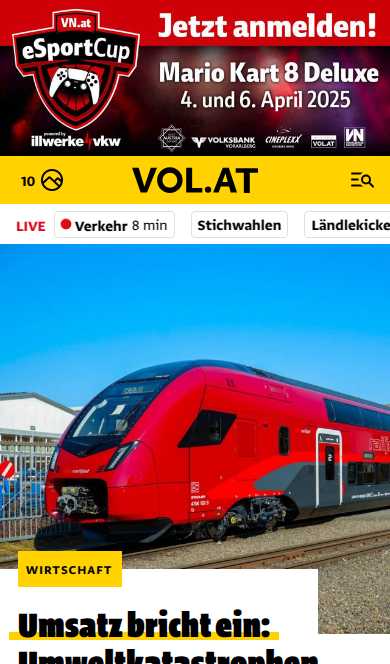 VN.at
eSportCup
powered by
illwerke vkw
Jetzt anmelden!
Mario Kart 8 Deluxe
4. und 6. April 2025
VOLKSBANK
VORARLBERG
CINEPLEXX
VOL.AT
VN
10
VOL.AT
LIVE
Verkehr 8 min
Stichwahlen
Ländlekicke
2
WIRTSCHAFT
Umsatz bricht ein:
Umweltkatastrophen